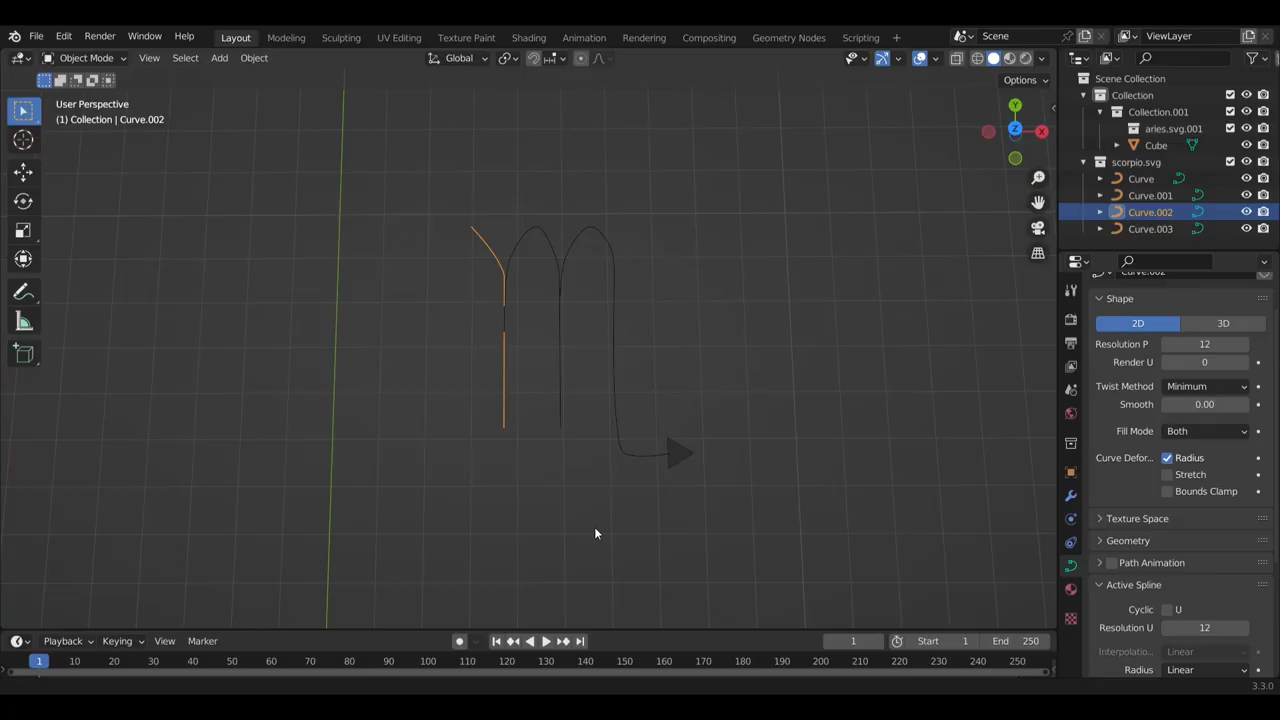 File Edit Render Window Help Layout Modeling Sculpting UV Editing Texture Paint Shading Animation Rendering Compositing Geometry Nodes Scripting + Scene ViewLayer
Object Mode View Select Add Object Global
Options
User Perspective
(1) Collection | Curve.002
Y
Z
X
Scene Collection
Collection
Collection.001
aries.svg.001
Cube
scorpio.svg
Curve
Curve.001
Curve.002
Curve.003
Curve.002
Shape
2D 3D
Resolution P 12
Render U 0
Twist Method Minimum
Smooth 0.00
Fill Mode Both
Curve Defor... Radius
Stretch
Bounds Clamp
Texture Space
Geometry
Path Animation
Active Spline
Cyclic U
Resolution U 12
Interpolatio... Linear
Radius Linear
Playback Keying View Marker 1 Start 1 End 250
1 10 20 30 40 50 60 70 80 90 100 110 120 130 140 150 160 170 180 190 200 210 220 230 240 250
3.3.0